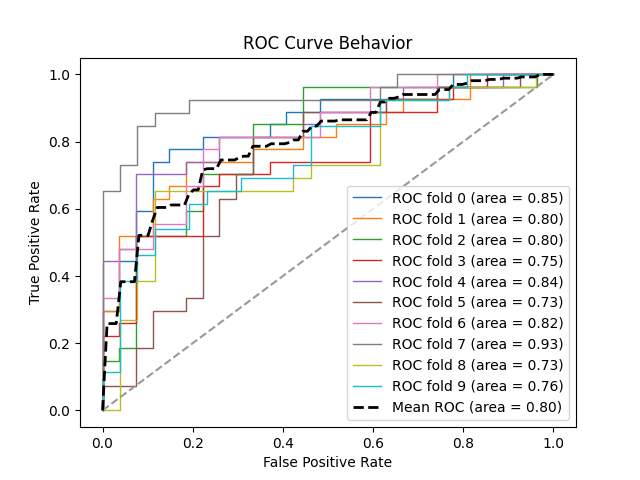 ROC Curve Behavior
True Positive Rate
1.0
0.8
0.6
0.4
0.2
0.0
ROC fold 0 (area = 0.85)
ROC fold 1 (area = 0.80)
ROC fold 2 (area = 0.80)
ROC fold 3 (area = 0.75)
ROC fold 4 (area = 0.84)
ROC fold 5 (area = 0.73)
ROC fold 6 (area = 0.82)
ROC fold 7 (area = 0.93)
ROC fold 8 (area = 0.73)
ROC fold 9 (area = 0.76)
Mean ROC (area = 0.80)
0.0 0.2 0.4 0.6 0.8 1.0
False Positive Rate